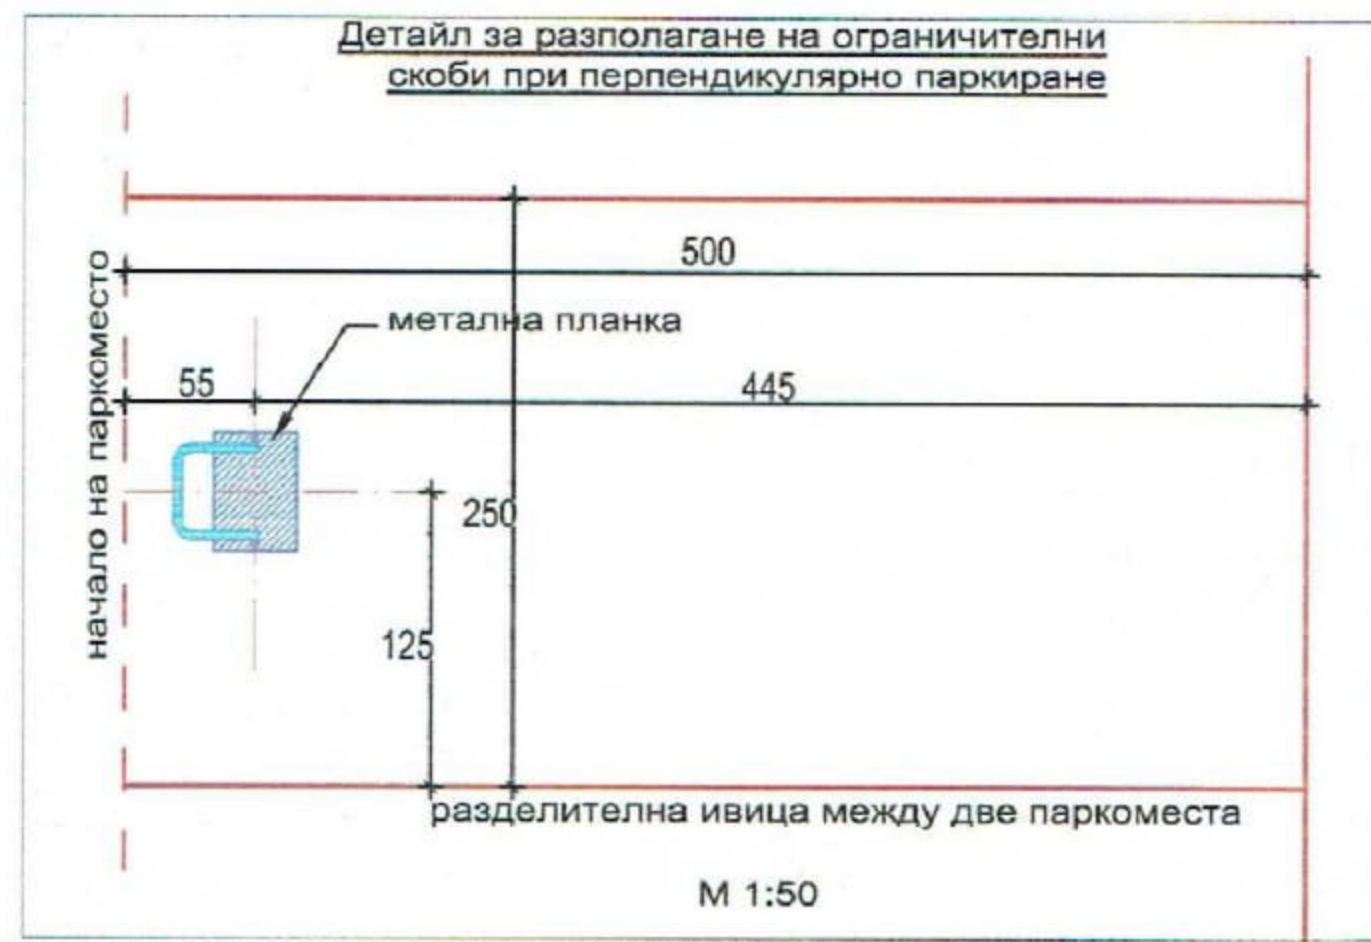 Детайл за разполагане на ограничителни
скоби при перпендикулярно паркиране
500
начало на паркоместо
метална планка
55
445
250
125
разделителна ивица между две паркоместа
М 1:50